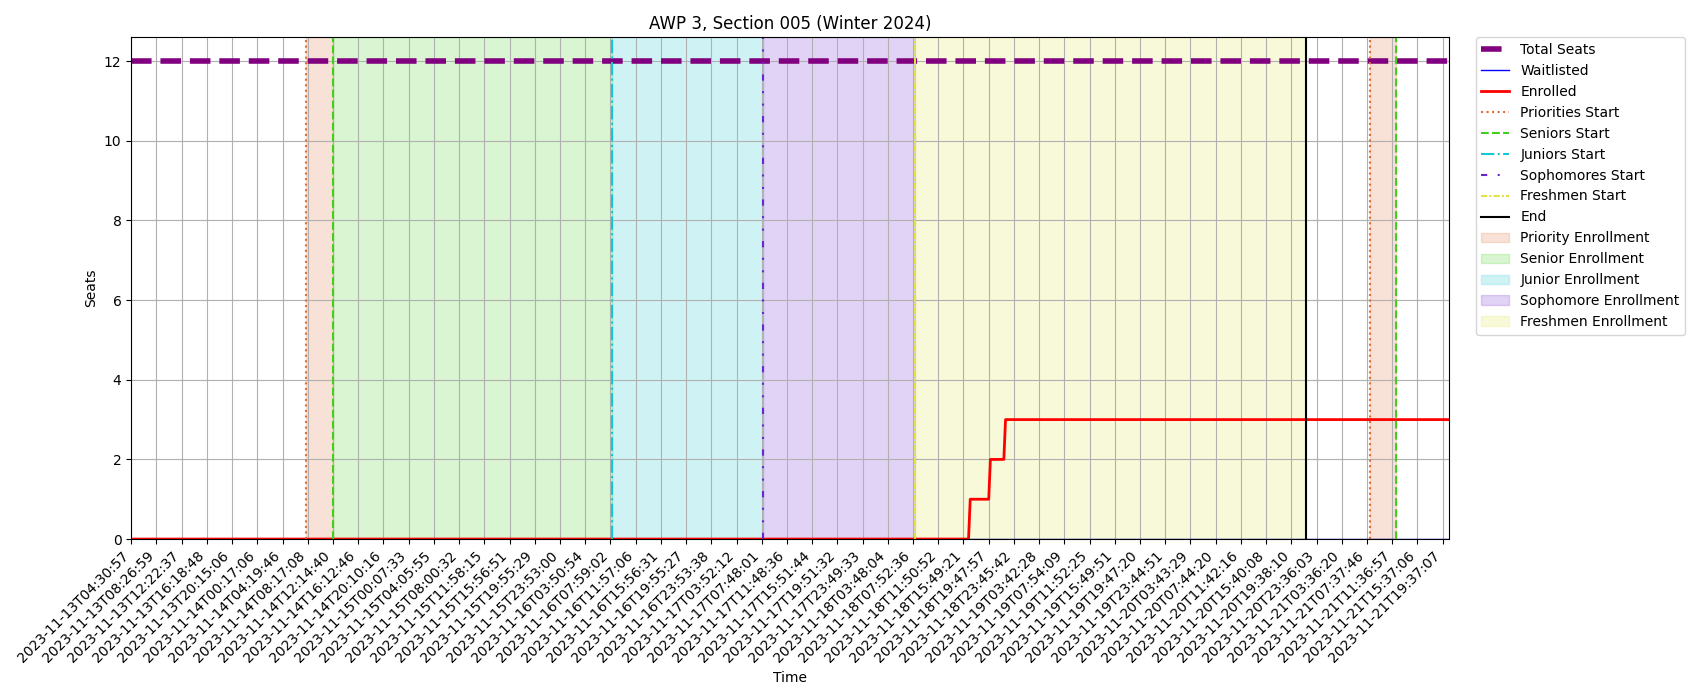 AWP 3, Section 005 (Winter 2024)
Seats
12
10
8
6
4
2
0
2023-11-13T04:30:57
2023-11-13T08:26:59
2023-11-13T12:22:37
2023-11-13T16:18:48
2023-11-13T20:15:06
2023-11-14T00:17:06
2023-11-14T04:19:46
2023-11-14T08:17:08
2023-11-14T12:14:40
2023-11-14T16:12:46
2023-11-14T20:10:16
2023-11-15T00:07:33
2023-11-15T04:05:55
2023-11-15T08:00:32
2023-11-15T11:58:15
2023-11-15T15:56:51
2023-11-15T19:55:29
2023-11-15T23:53:00
2023-11-16T03:50:54
2023-11-16T07:59:02
2023-11-16T11:57:06
2023-11-16T15:56:31
2023-11-16T19:55:27
2023-11-16T23:53:38
2023-11-17T03:52:12
2023-11-17T07:48:01
2023-11-17T11:48:36
2023-11-17T15:51:44
2023-11-17T19:51:32
2023-11-17T23:49:33
2023-11-18T03:48:04
2023-11-18T07:52:36
2023-11-18T11:50:52
2023-11-18T15:49:21
2023-11-18T19:47:57
2023-11-18T23:45:42
2023-11-19T03:42:28
2023-11-19T07:54:09
2023-11-19T11:52:25
2023-11-19T15:49:51
2023-11-19T19:47:20
2023-11-19T23:44:51
2023-11-20T03:43:29
2023-11-20T07:44:20
2023-11-20T11:42:16
2023-11-20T15:40:08
2023-11-20T19:38:10
2023-11-20T23:36:03
2023-11-21T03:36:20
2023-11-21T07:37:46
2023-11-21T11:36:57
2023-11-21T15:37:06
2023-11-21T19:37:07
Time
Total Seats
Waitlisted
Enrolled
Priorities Start
Seniors Start
Juniors Start
Sophomores Start
Freshmen Start
End
Priority Enrollment
Senior Enrollment
Junior Enrollment
Sophomore Enrollment
Freshmen Enrollment